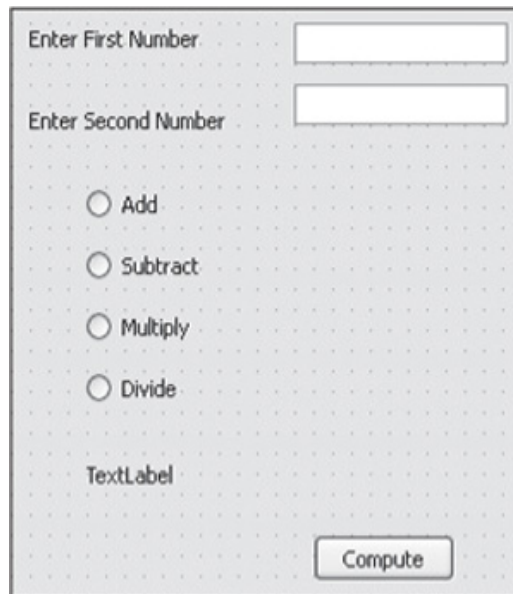 Enter First Number
Enter Second Number
Add
Subtract
Multiply
Divide
TextLabel
Compute